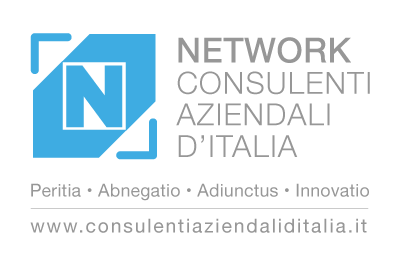 N
NETWORK
CONSULENTI
AZIENDALI
D'ITALIA
Peritia • Abnegatio • Adiunctus • Innovatio
www.consulentiaziendaliditalia.it